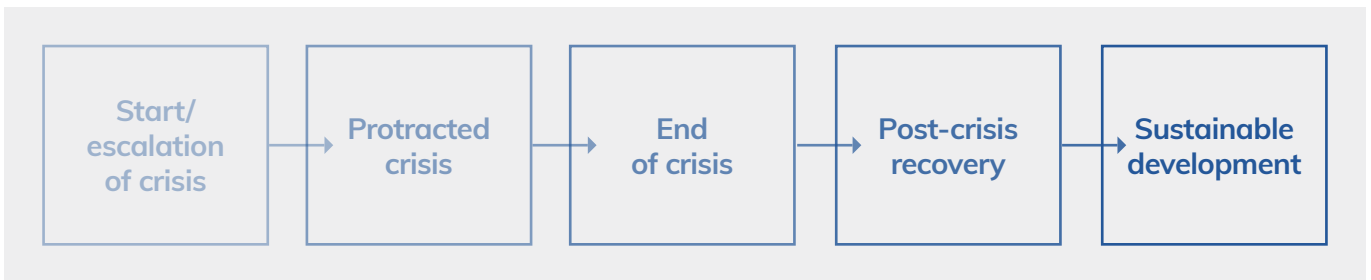 Start/
escalation
of crisis
Protracted
crisis
End
of crisis
Post-crisis
recovery
Sustainable
development